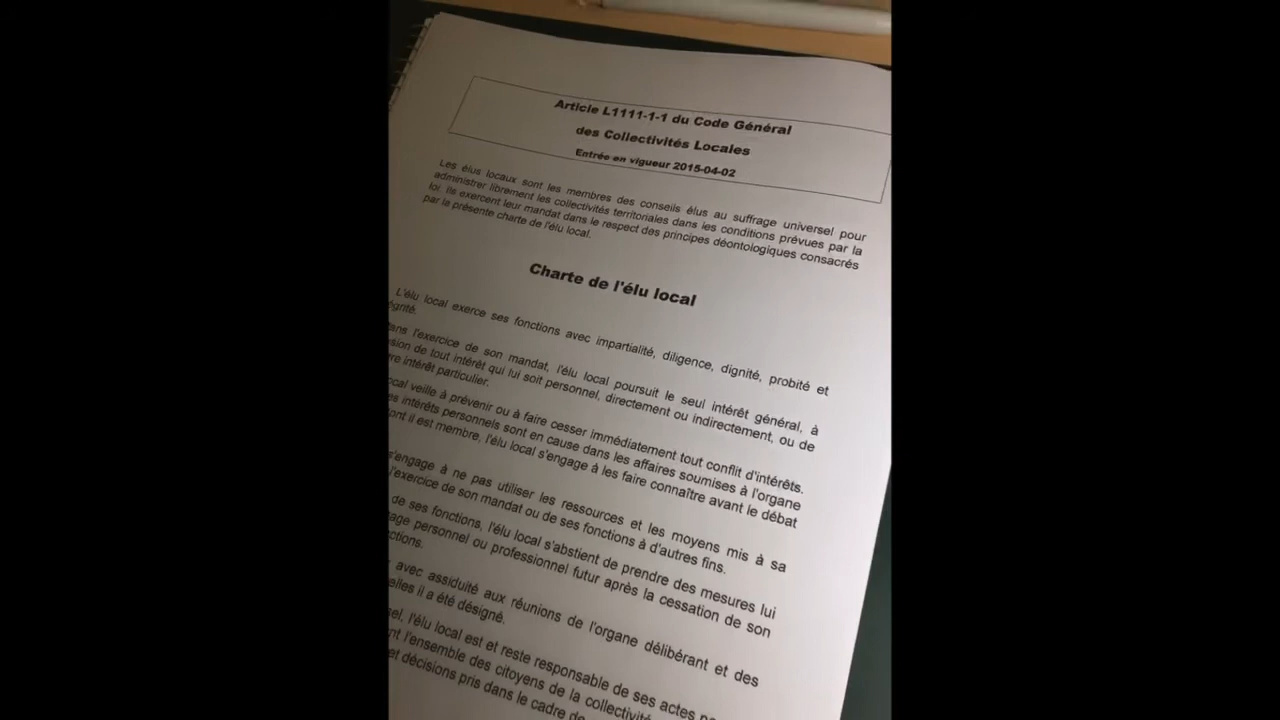 Article L1111-1-1 du Code Général
des Collectivités Locales
Entrée en vigueur 2015-04-02
Les élus locaux sont les membres des conseils élus au suffrage universel pour
administrer librement les collectivités territoriales dans les conditions prévues par la
loi. Ils exercent leur mandat dans le respect des principes déontologiques consacrés
par le présente charte de l'élu local.
Charte de l'élu local
L'élu local exerce ses fonctions avec impartialité, diligence, dignité, probité et
égrité.
ans l'exercice de son mandat, l'élu local poursuit le seul intérêt général, à
sion de tout intérêt qui lui soit personnel, directement ou indirectement, ou de
tre intérêt particulier.
ocal veille à prévenir ou à faire cesser immédiatement tout conflit d'intérêts.
es intérêts personnels sont en cause dans les affaires soumises à l'organe
ont il est membre, l'élu local s'engage à les faire connaître avant le débat
s'engage à ne pas utiliser les ressources et les moyens mis à sa
l'exercice de son mandat ou de ses fonctions à d'autres fins.
de ses fonctions, l'élu local s'abstient de prendre des mesures lui
age personnel ou professionnel futur après la cessation de son
ctions.
avec assiduité aux réunions de l'organe délibérant et des
elles il a été désigné.
sel, l'élu local est et reste responsable de ses actes
nt l'ensemble des citoyens de la collectivité
et décisions pris dans le cadre de